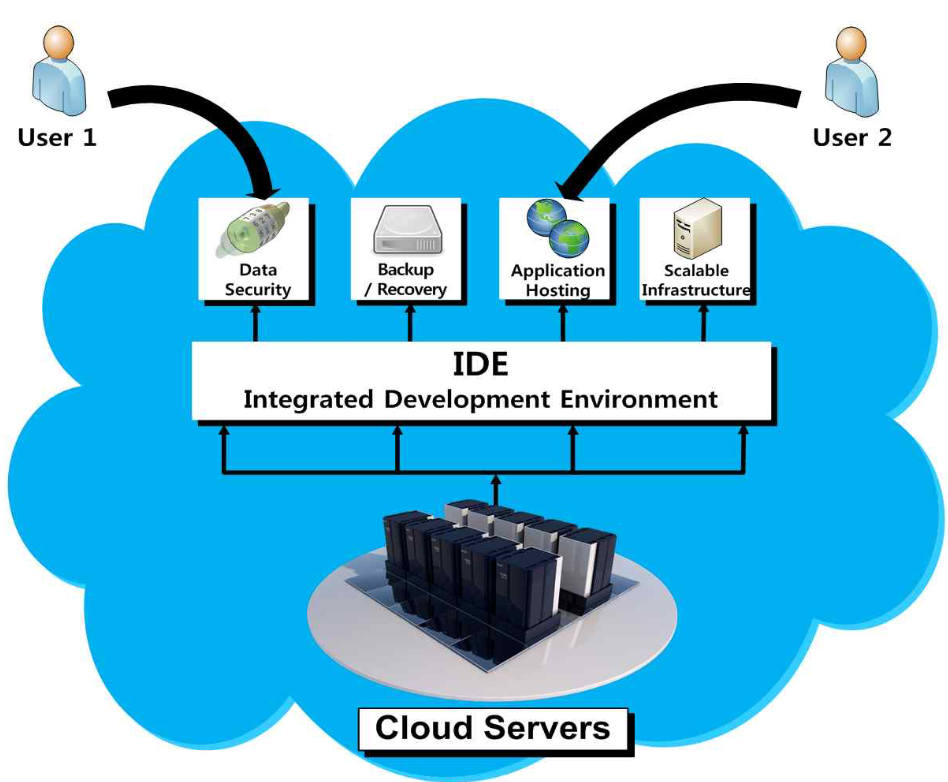 User 1
User 2
Data
Security
Backup
/ Recovery
Application
Hosting
Scalable
Infrastructure
IDE
Integrated Development Environment
Cloud Servers